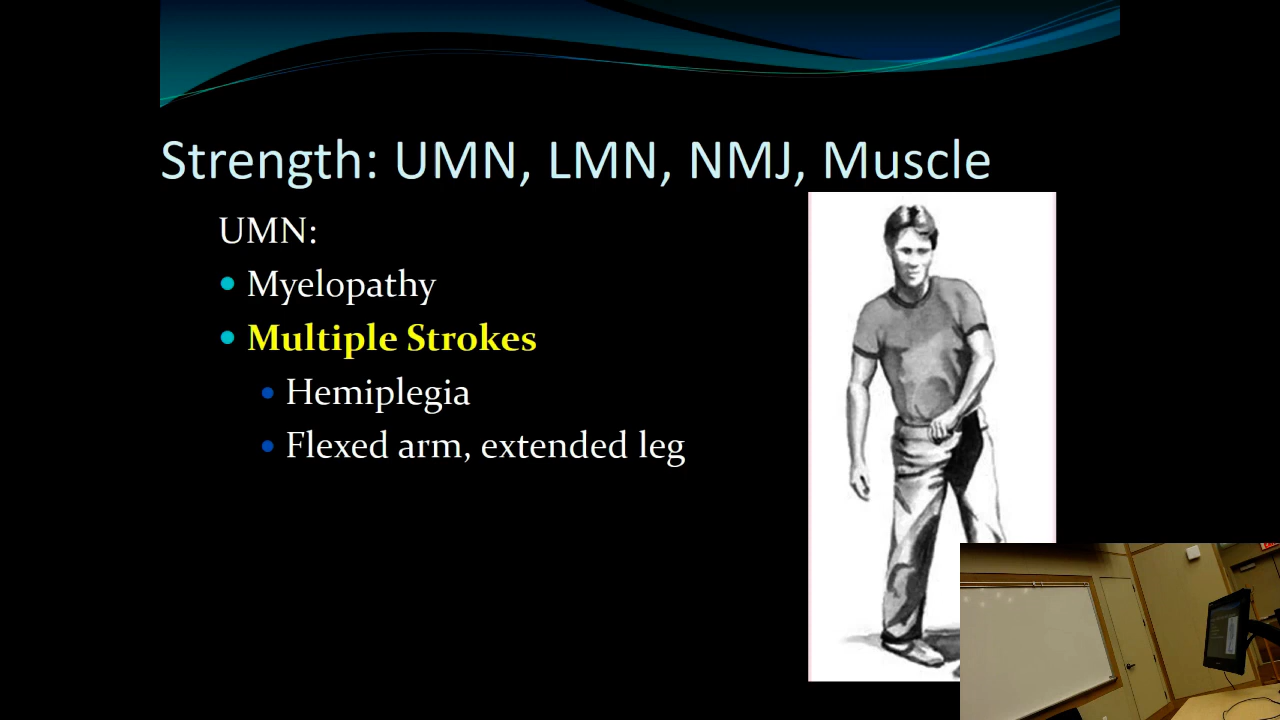 Strength: UMN, LMN, NMJ, Muscle
UMN:
Myelopathy
Multiple Strokes
Hemiplegia
Flexed arm, extended leg